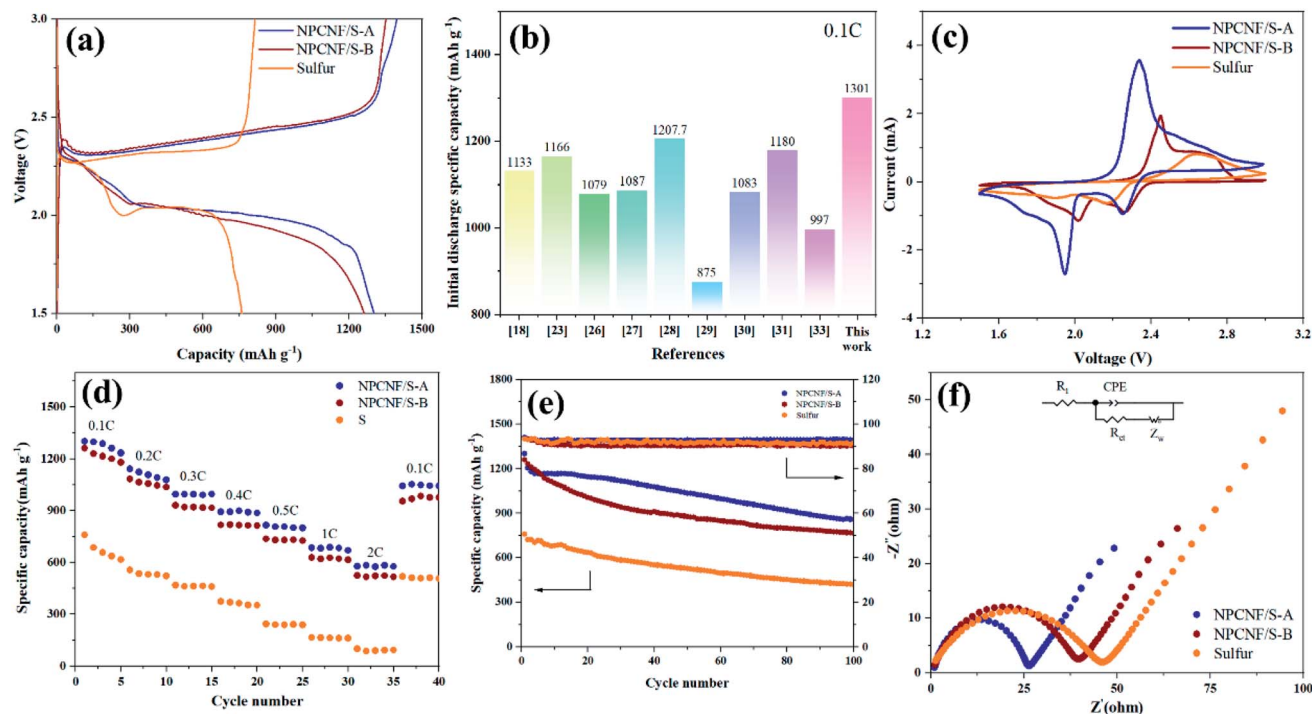 (a)
NPCNF/S-A
NPCNF/S-B
Sulfur
3.0
2.5
2.0
1.5
Voltage (V)
0 300 600 900 1200 1500
Capacity (mAh g⁻¹)
(b)
0.1C
1500
1400
1200
1000
800
Initial discharge specific capacity (mAh g⁻¹)
1133 1166 1079 1087 1207.7 875 1083 1180 997 1301
[18] [23] [26] [27] [28] [29] [30] [31] [33] This work
References
(c)
NPCNF/S-A
NPCNF/S-B
Sulfur
4
2
0
-2
-4
Current (mA)
1.2 1.6 2.0 2.4 2.8 3.2
Voltage (V)
(d)
NPCNF/S-A
NPCNF/S-B
S
1500
1200
900
600
300
0
Specific capacity(mAh g⁻¹)
0.1C 0.2C 0.3C 0.4C 0.5C 1C 2C 0.1C
0 5 10 15 20 25 30 35 40
Cycle number
(e)
NPCNF/S-A
NPCNF/S-B
Sulfur
1800
1500
1200
900
600
300
0
Specific capacity (mAh g⁻¹)
120
100
80
60
40
20
0
0 20 40 60 80 100
Cycle number
(f)
R₁ CPE
R
Z
NPCNF/S-A
NPCNF/S-B
Sulfur
50
40
30
20
10
0
-Z''(ohm)
0 25 50 75 100
Z'(ohm)